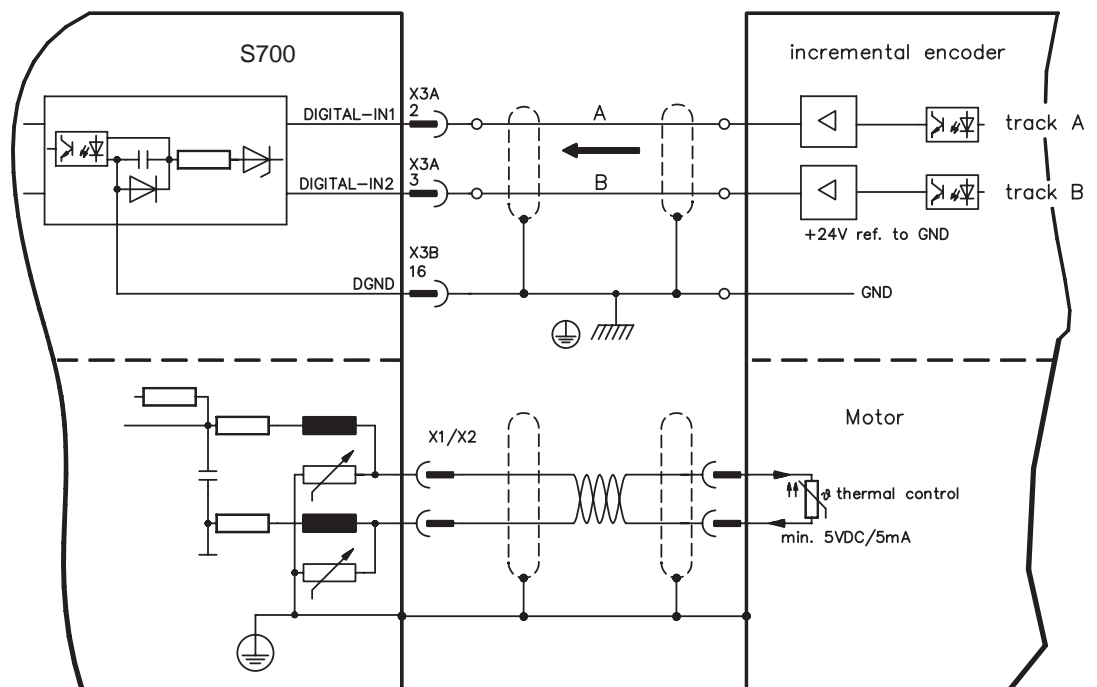 S700
incremental encoder
X3A
2
DIGITAL-IN1
A
track A
X3A
3
DIGITAL-IN2
B
track B
+24V ref. to GND
X3B
16
DGND
GND
Motor
X1/X2
ϑ thermal control
min. 5VDC/5mA